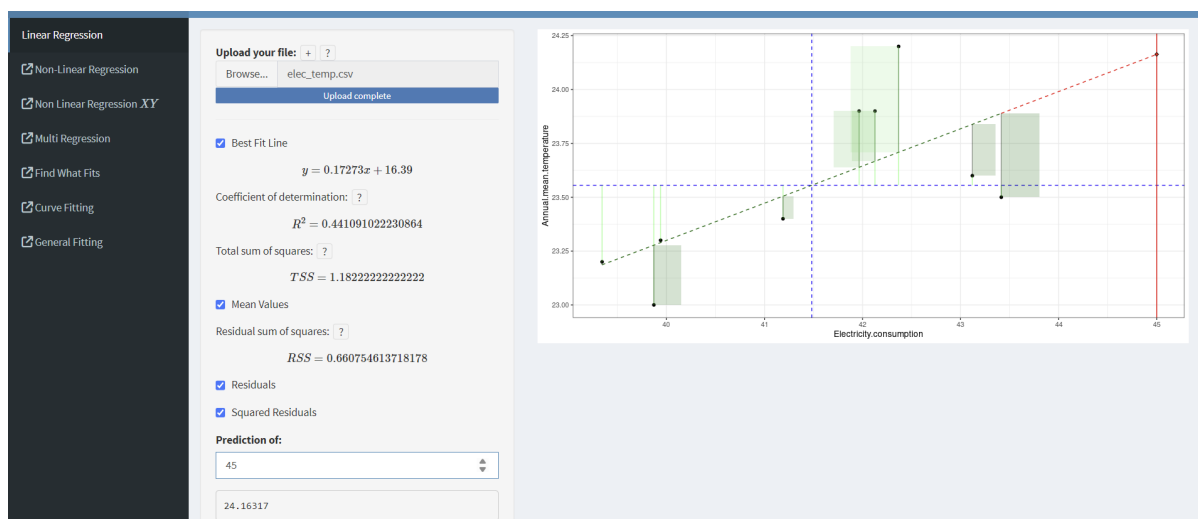 Linear Regression
Non-Linear Regression
Non Linear Regression XY
Multi Regression
Find What Fits
Curve Fitting
General Fitting
Upload your file: + ?
Browse... elec_temp.csv
Upload complete
Best Fit Line
y = 0.17273x + 16.39
Coefficient of determination: ?
R² = 0.441091022230864
Total sum of squares: ?
TSS = 1.18222222222222
Mean Values
Residual sum of squares: ?
RSS = 0.660754613718178
Residuals
Squared Residuals
Prediction of:
45
24.16317
Annual.mean.temperature
24.25
24.00
23.75
23.50
23.25
23.00
40 41 42 43 44 45
Electricity.consumption